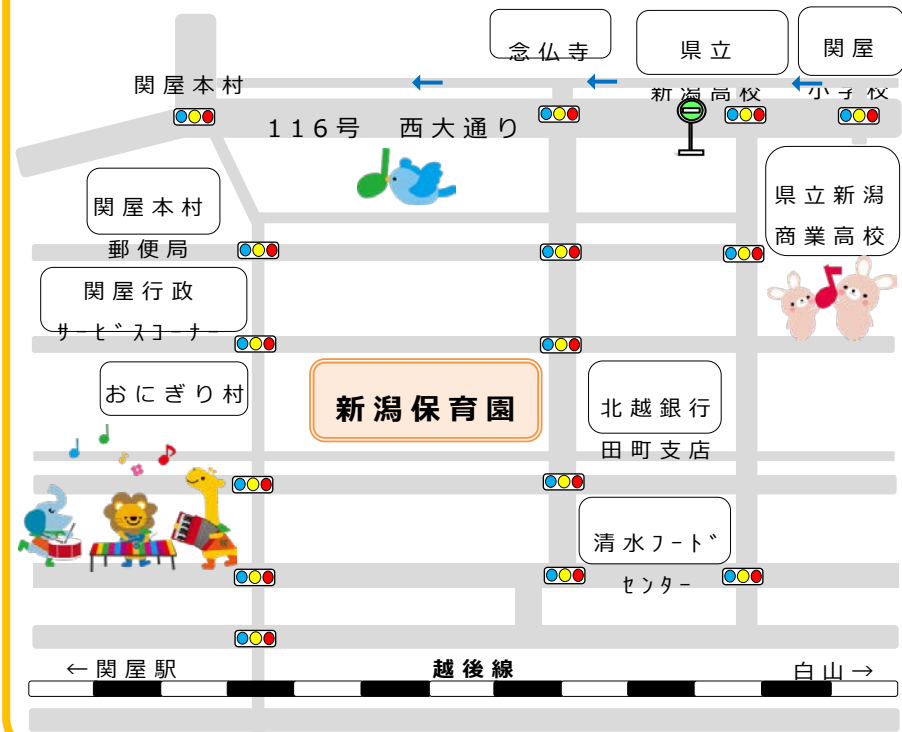 念仏寺
県立
新潟高校
関屋
小学校
関屋本村
116号 西大通り
県立新潟
商業高校
関屋本村
郵便局
関屋行政
ｻｰﾋﾞｽｺｰﾅｰ
おにぎり村
新潟保育園
北越銀行
田町支店
清水ﾌｰﾄﾞ
ｾﾝﾀｰ
←関屋駅
越後線
白山→